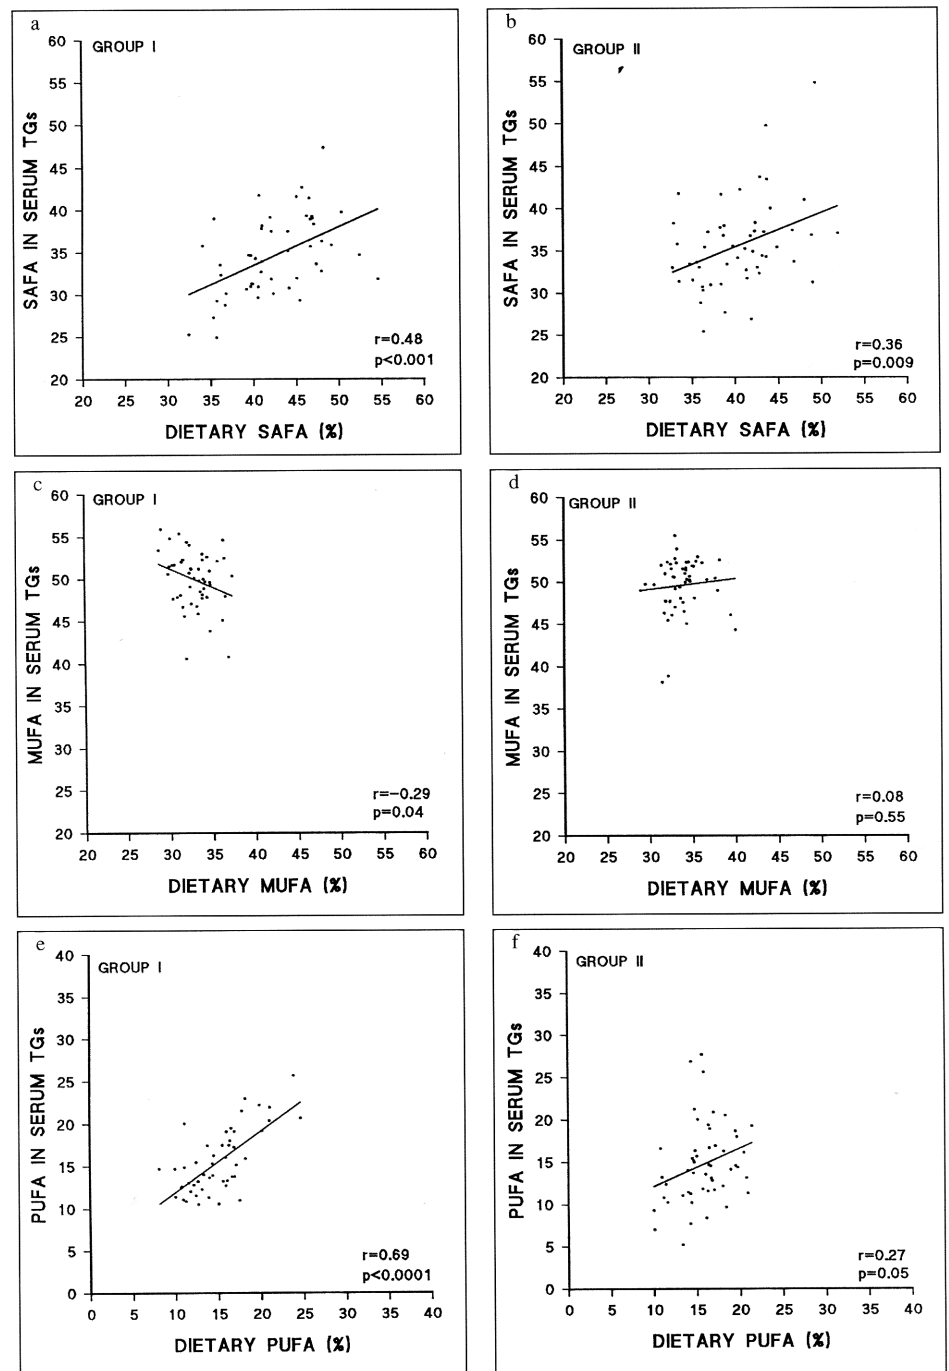 a
GROUP I
SAFA IN SERUM TGs
60
55
50
45
40
35
30
25
20
r=0.48
p<0.001
20 25 30 35 40 45 50 55 60
DIETARY SAFA (%)
b
GROUP II
SAFA IN SERUM TGs
60
55
50
45
40
35
30
25
20
r=0.36
p=0.009
20 25 30 35 40 45 50 55 60
DIETARY SAFA (%)
c
GROUP I
MUFA IN SERUM TGs
60
55
50
45
40
35
30
25
20
r=−0.29
p=0.04
20 25 30 35 40 45 50 55 60
DIETARY MUFA (%)
d
GROUP II
MUFA IN SERUM TGs
60
55
50
45
40
35
30
25
20
r=0.08
p=0.55
20 25 30 35 40 45 50 55 60
DIETARY MUFA (%)
e
GROUP I
PUFA IN SERUM TGs
40
35
30
25
20
15
10
5
0
r=0.69
p<0.0001
0 5 10 15 20 25 30 35 40
DIETARY PUFA (%)
f
GROUP II
PUFA IN SERUM TGs
40
35
30
25
20
15
10
5
0
r=0.27
p=0.05
0 5 10 15 20 25 30 35 40
DIETARY PUFA (%)